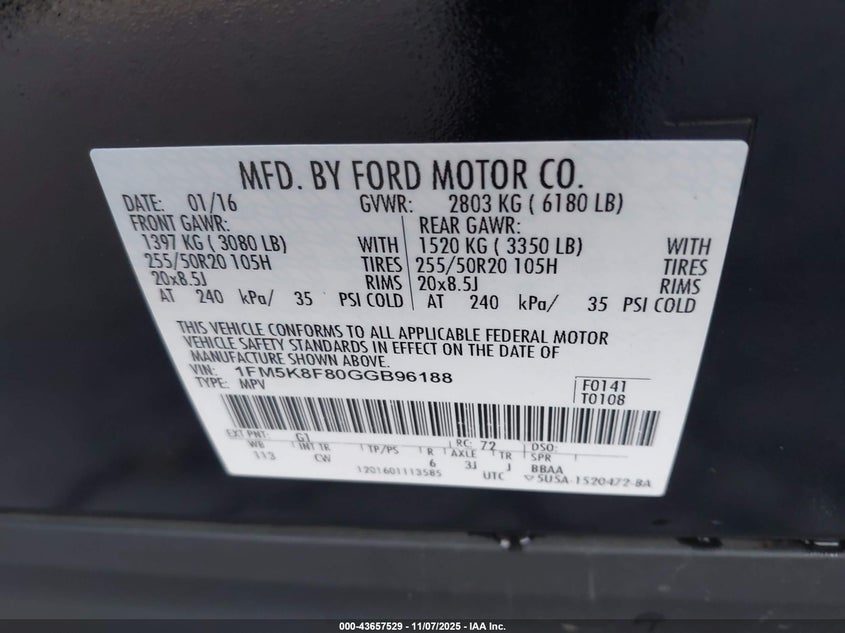 MFD. BY FORD MOTOR CO.
DATE: 01/16 GVWR: 2803 KG ( 6180 LB)
FRONT GAWR: REAR GAWR:
1397 KG ( 3080 LB) WITH 1520 KG ( 3350 LB) WITH
255/50R20 105H TIRES 255/50R20 105H TIRES
20x8.5J RIMS 20x8.5J RIMS
AT 240 kPa/ 35 PSI COLD AT 240 kPa/ 35 PSI COLD
THIS VEHICLE CONFORMS TO ALL APPLICABLE FEDERAL MOTOR
VEHICLE SAFETY STANDARDS IN EFFECT ON THE DATE OF
MANUFACTURE SHOWN ABOVE.
VIN: 1FM5K8F80GGB96188 F0141
TYPE: MPV T0108
EXT PNT: G1 RC: 72 DSO:
WB INT TR TP/PS R AXLE TR SPR
113 CW 6 3J J BBAA
1201601113585 UTC ▽5USA-1520472-BA
000-43657529 - 11/07/2025 - IAA Inc.